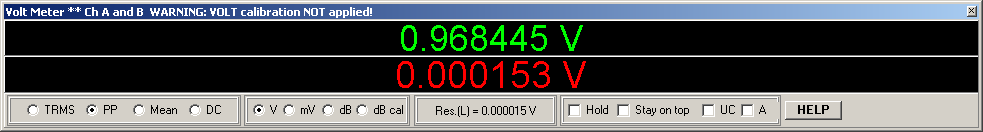 Volt Meter ** Ch A and B WARNING: VOLT calibration NOT applied!
0.968445 V
0.000153 V
TRMS PP Mean DC V mV dB dB cal Res.(L) = 0.000015 V Hold Stay on top UC A HELP